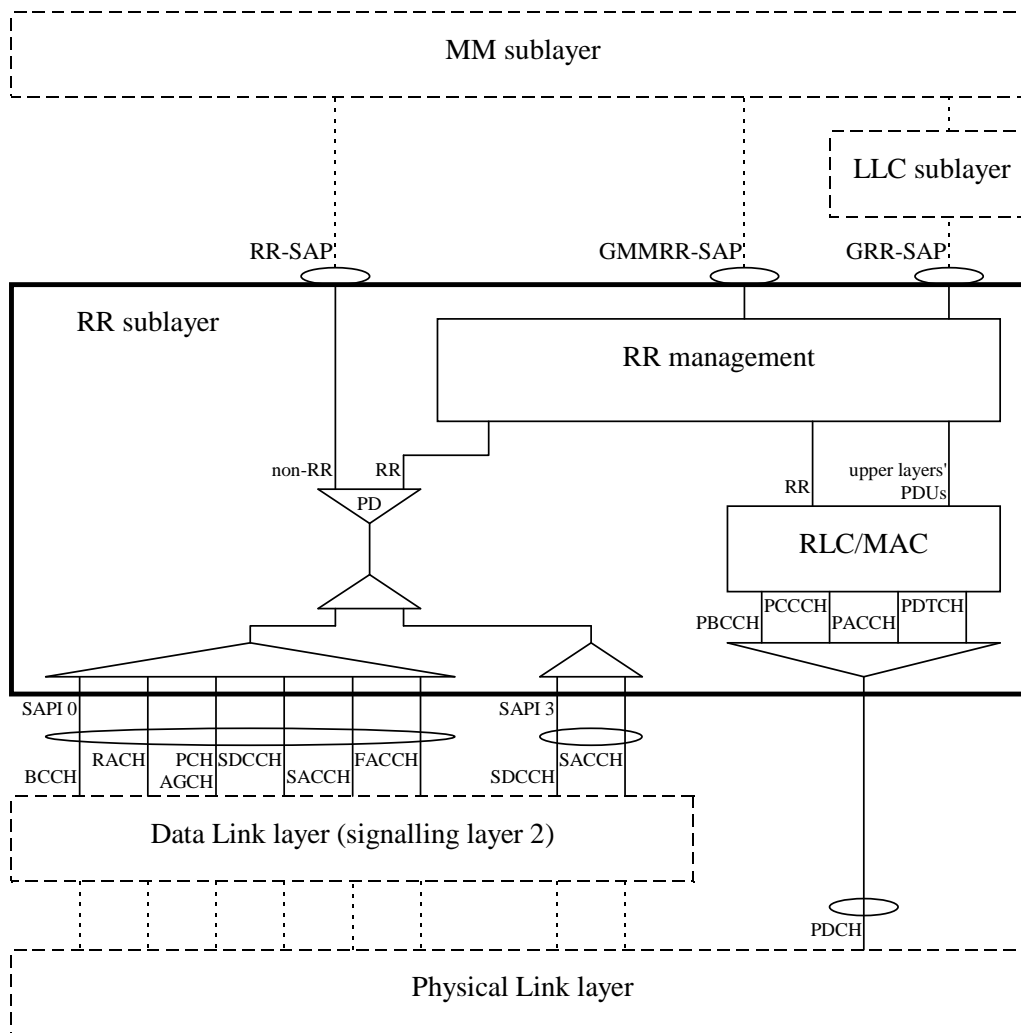 MM sublayer
LLC sublayer
RR-SAP
GMMRR-SAP
GRR-SAP
RR sublayer
RR management
non-RR
RR
PD
RR
upper layers'
PDUs
RLC/MAC
PBCCH
PCCCH
PACCH
PDTCH
SAPI 0
SAPI 3
BCCH
RACH
PCH
AGCH
SDCCH
SACCH
FACCH
SDCCH
SACCH
Data Link layer (signalling layer 2)
PDCH
Physical Link layer